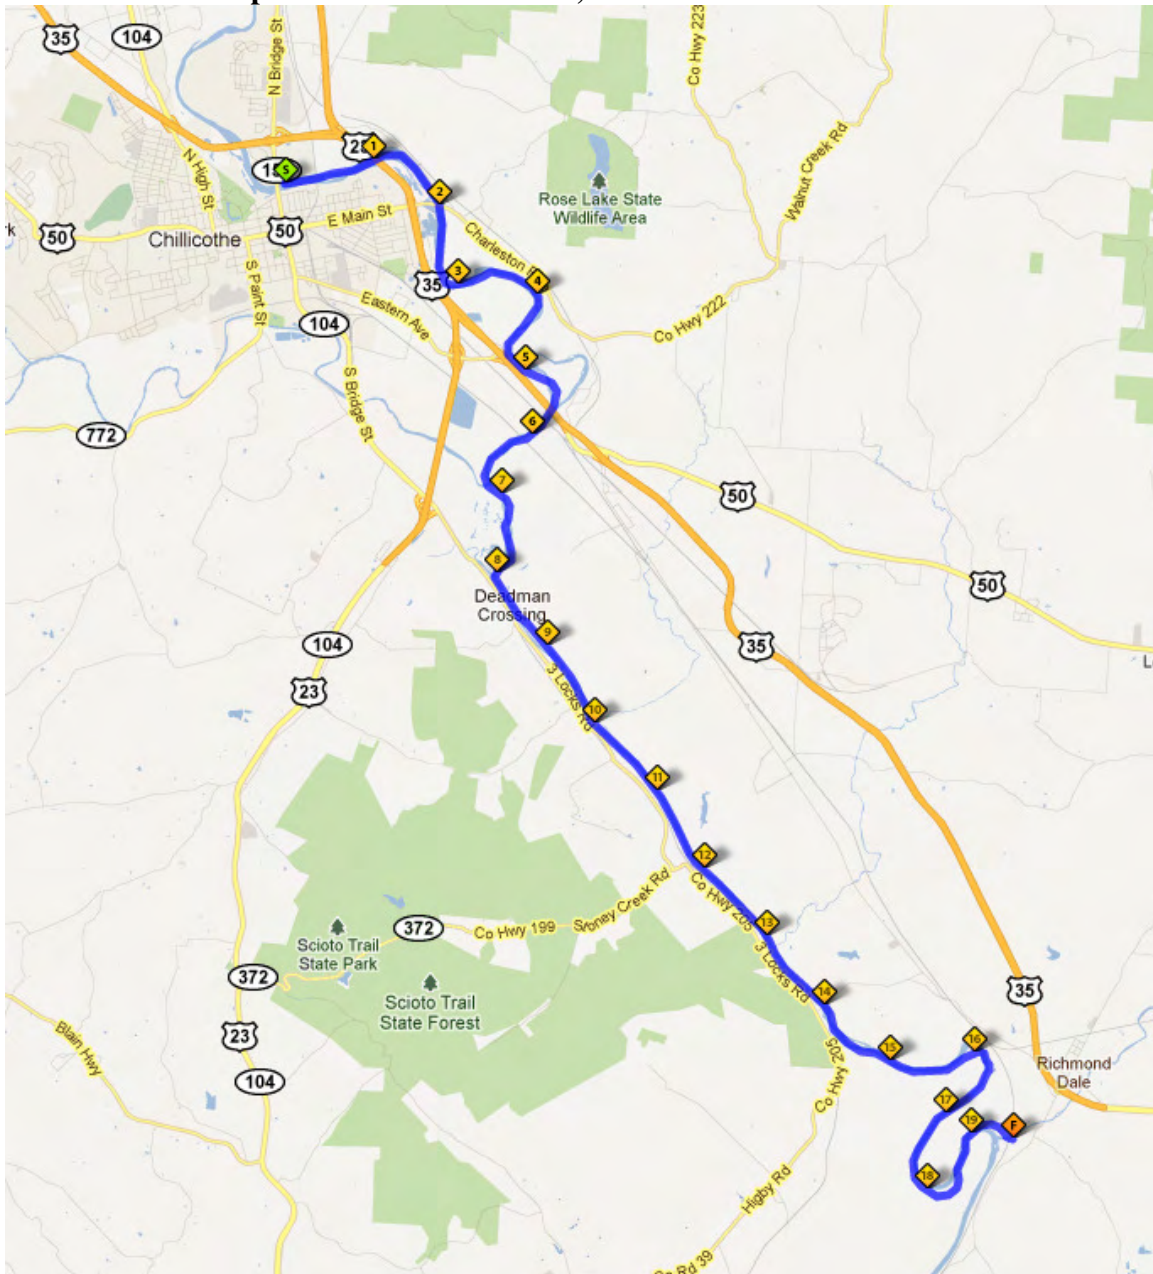 35
104
N Bridge St
Co Hwy 223
N High St
S
1
2
Walnut Creek Rd
Rose Lake State
Wildlife Area
50
Chillicothe
50
E Main St
Charleston
3
4
35
S Paint St
Eastern Ave
104
Co Hwy 222
5
S Bridge St
6
772
7
50
8
Deadman
Crossing
50
9
104
35
23
3 Locks Rd
10
11
12
Co Hwy 205
Stoney Creek Rd
Co Hwy 199
372
13
Scioto Trail
State Park
3 Locks Rd
372
Scioto Trail
State Forest
14
35
23
Blain Hwy
15
16
Co Hwy 205
Richmond
Dale
104
17
19
F
18
Higby Rd
Co Rd 39